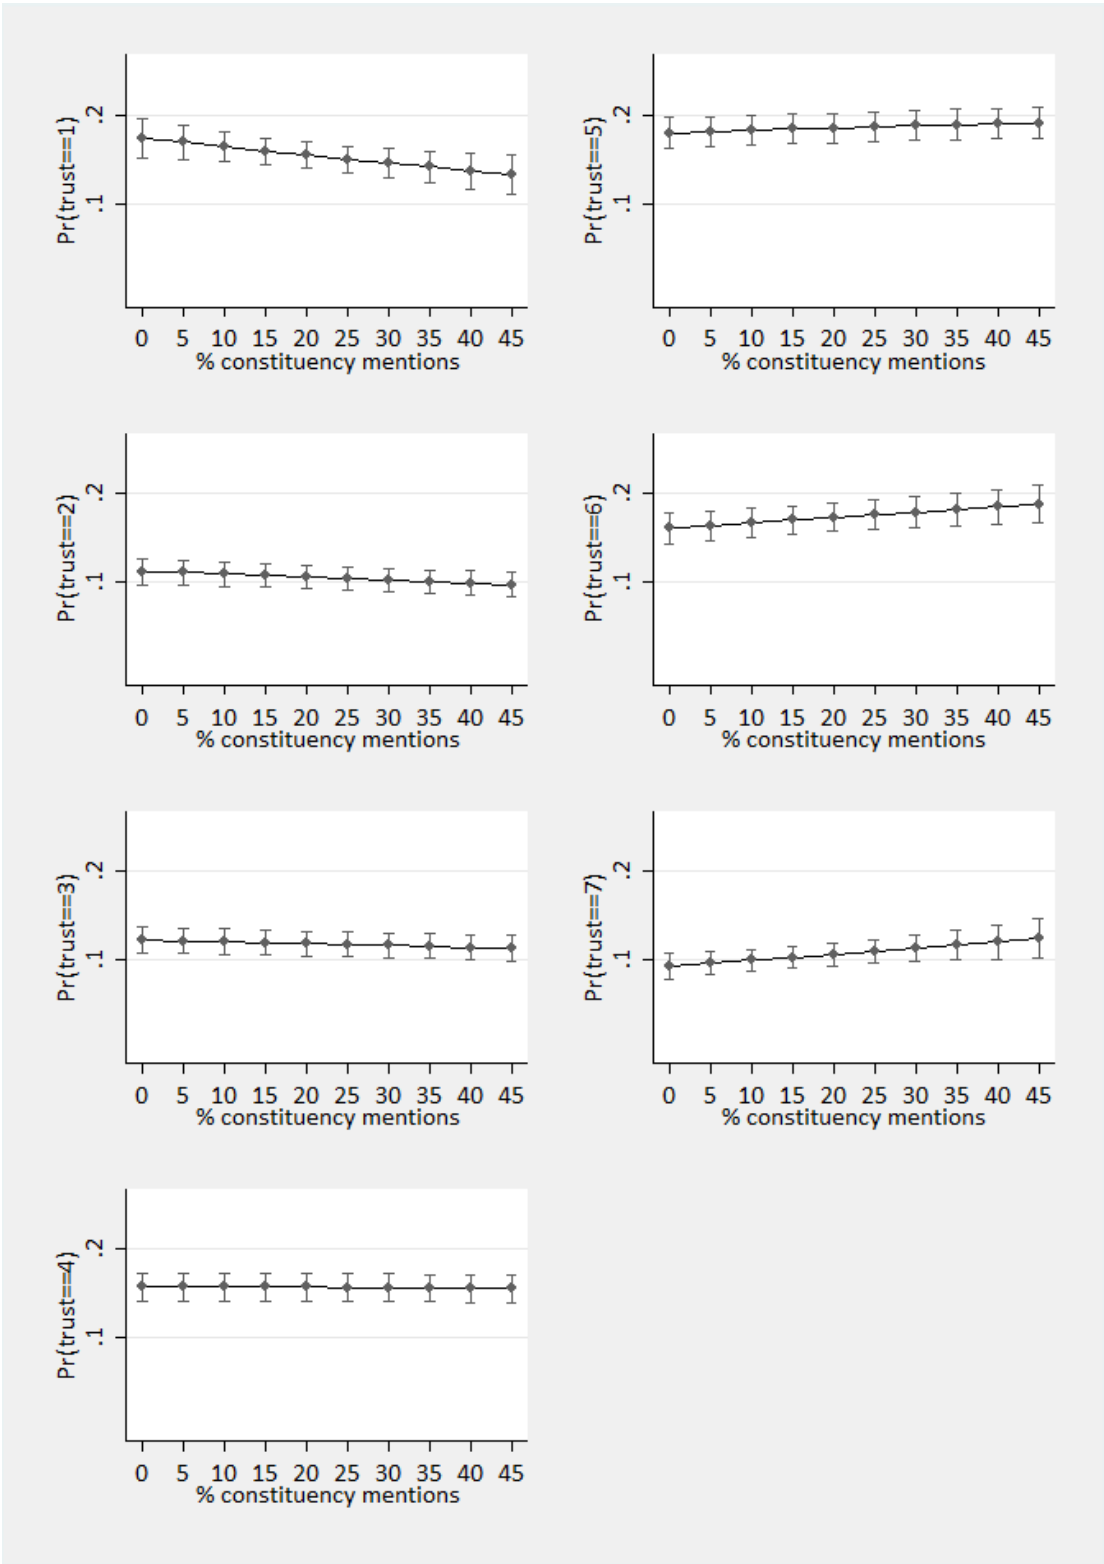 Pr(trust==1)
.2
.1
0 5 10 15 20 25 30 35 40 45
% constituency mentions
Pr(trust==5)
.2
.1
0 5 10 15 20 25 30 35 40 45
% constituency mentions
Pr(trust==2)
.2
.1
0 5 10 15 20 25 30 35 40 45
% constituency mentions
Pr(trust==6)
.2
.1
0 5 10 15 20 25 30 35 40 45
% constituency mentions
Pr(trust==3)
.2
.1
0 5 10 15 20 25 30 35 40 45
% constituency mentions
Pr(trust==7)
.2
.1
0 5 10 15 20 25 30 35 40 45
% constituency mentions
Pr(trust==4)
.2
.1
0 5 10 15 20 25 30 35 40 45
% constituency mentions